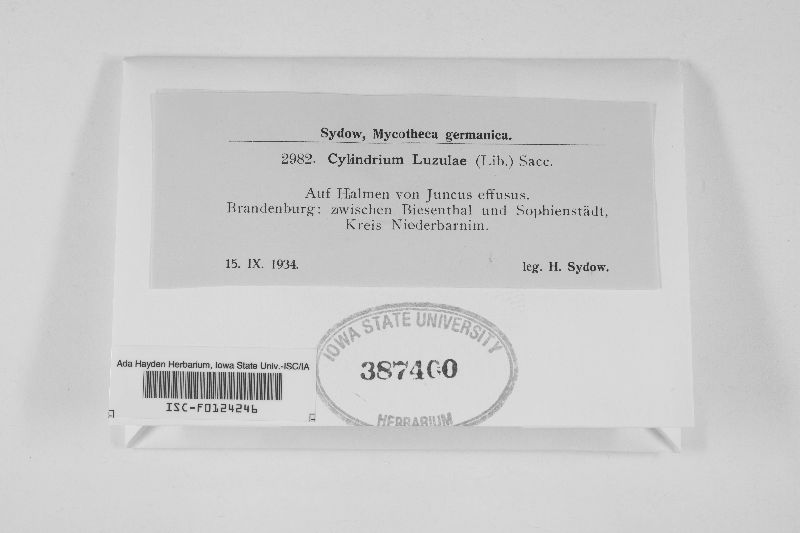 Sydow, Mycotheca germanica.
2982. Cylindrium Luzulae (Lib.) Sacc.
Auf Halmen von Juncus effusus.
Brandenburg: zwischen Biesenthal und Sophienstädt,
Kreis Niederbarnim.
15. IX. 1934. leg. H. Sydow.
IOWA STATE UNIVERSITY
387400
HERBARIUM
Ada Hayden Herbarium, Iowa State Univ.-ISC/IA
ISC-F0124246